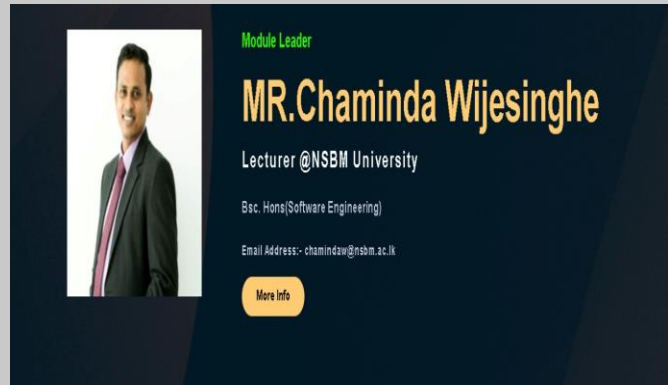 Module Leader
MR.Chaminda Wijesinghe
Lecturer @NSBM University
Bsc. Hons(Software Engineering)
Email Address:- chamindaw@nsbm.ac.lk
More Info